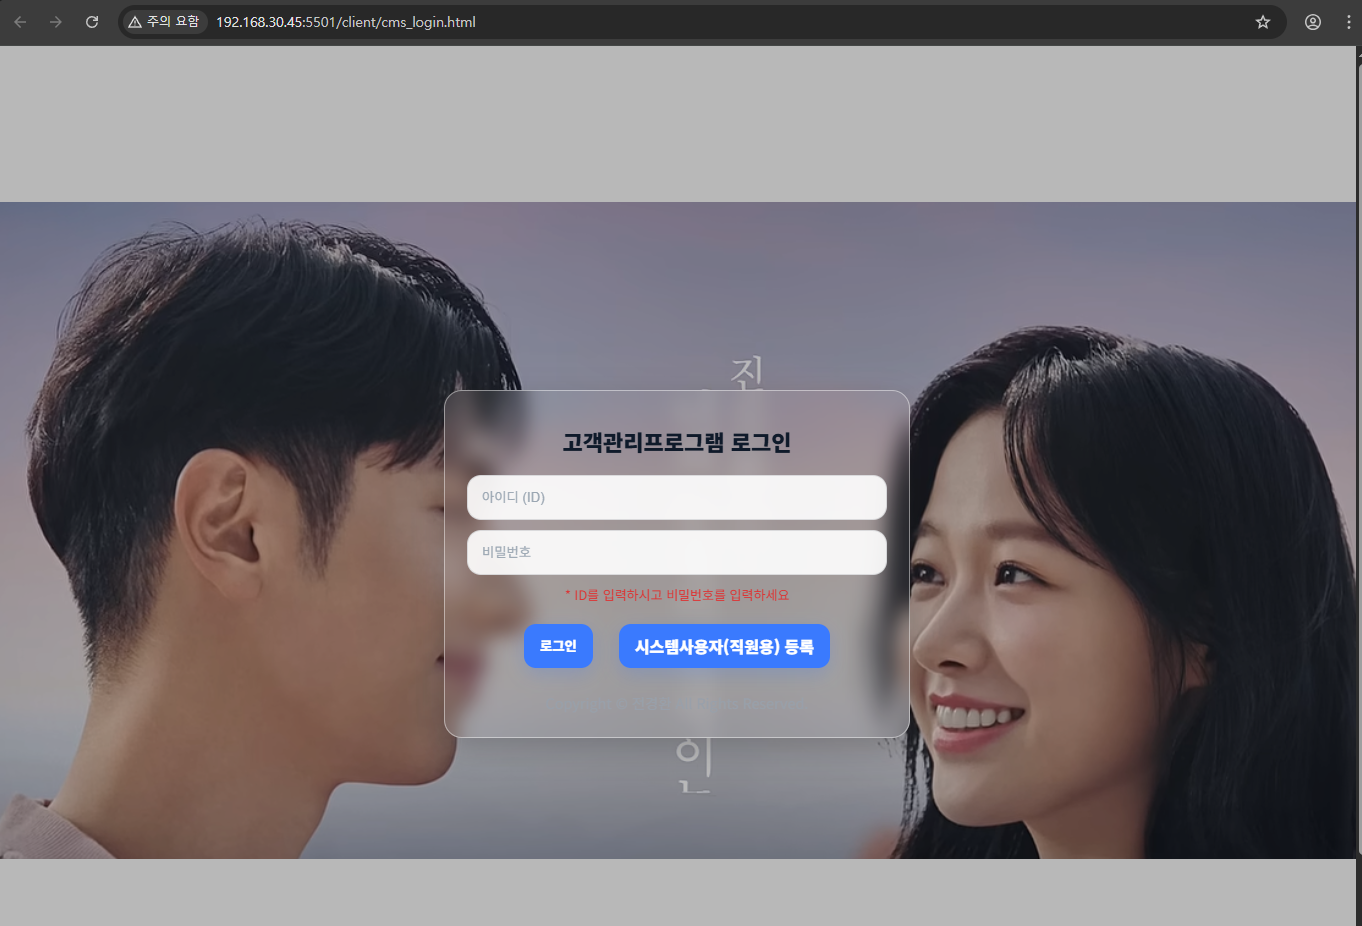 주의 요함 192.168.30.45:5501/client/cms_login.html
진
고객관리프로그램 로그인
아이디 (ID)
비밀번호
* ID를 입력하시고 비밀번호를 입력하세요
로그인 시스템사용자(직원용) 등록
인